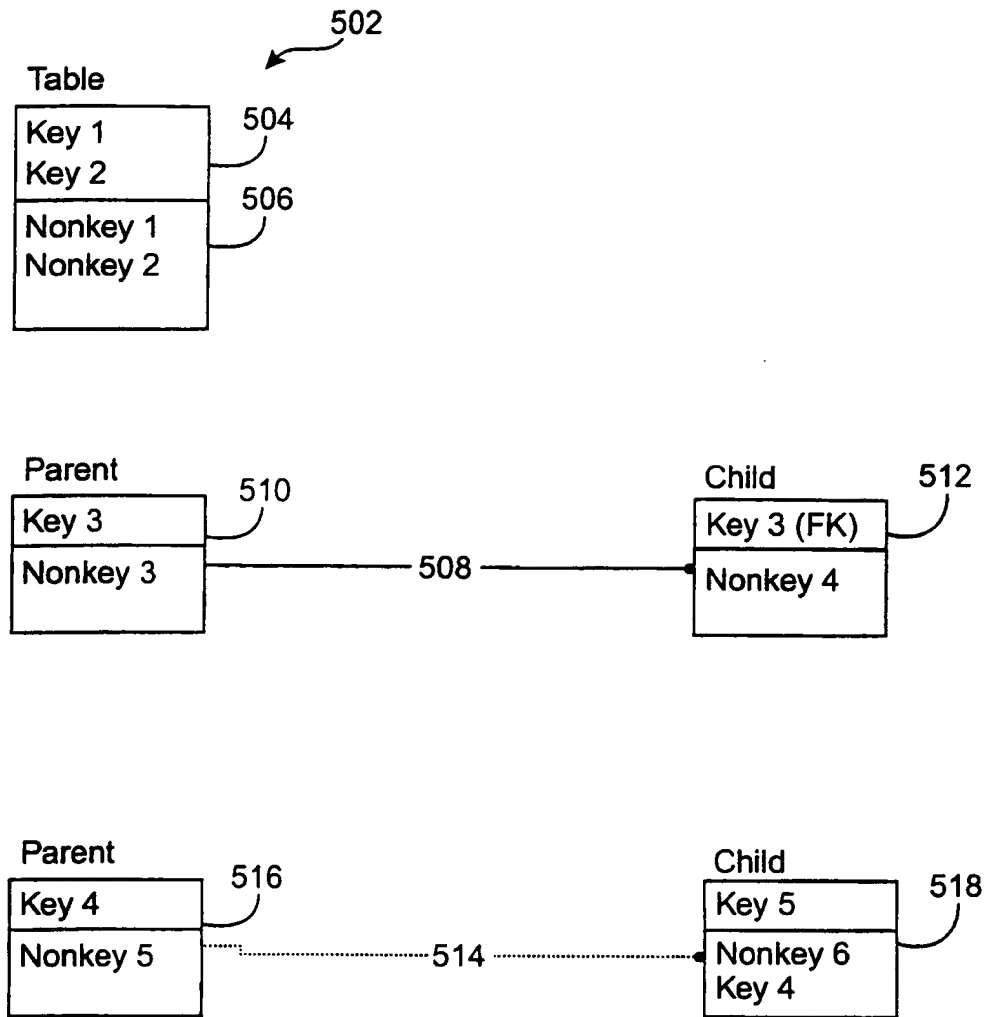 502
Table
Key 1
Key 2
504
Nonkey 1
Nonkey 2
506
Parent
Key 3
Nonkey 3
510
508
Child
Key 3 (FK)
Nonkey 4
512
Parent
Key 4
Nonkey 5
516
514
Child
Key 5
Nonkey 6
Key 4
518